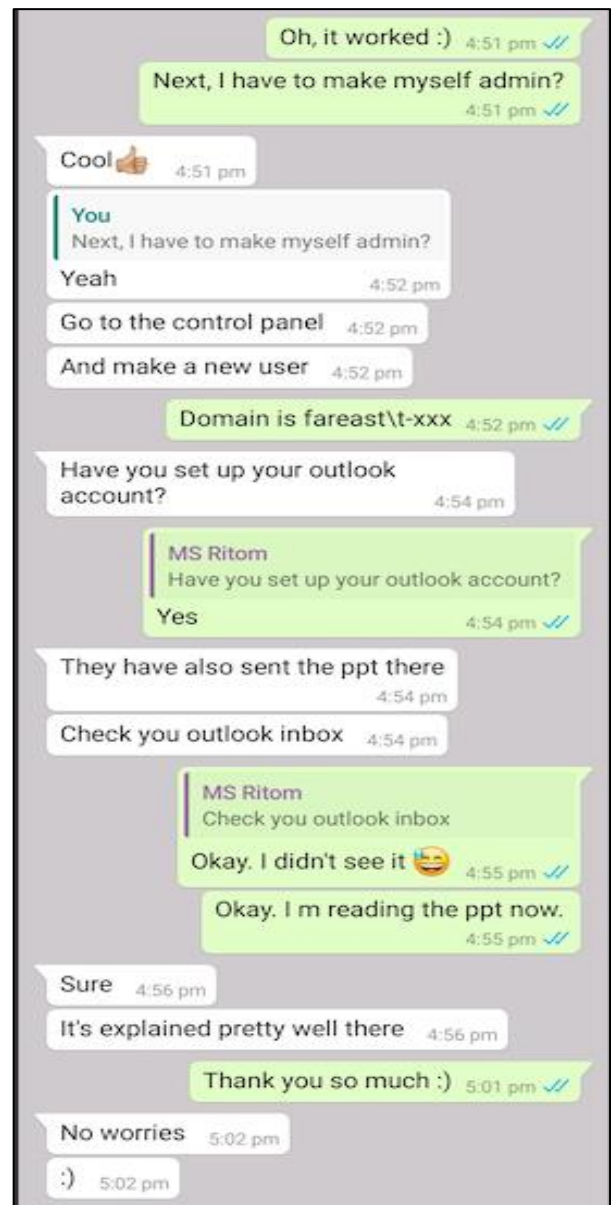 Oh, it worked :) 4:51 pm
Next, I have to make myself admin?
4:51 pm
Cool👍🏼 4:51 pm
You
Next, I have to make myself admin?
Yeah 4:52 pm
Go to the control panel 4:52 pm
And make a new user 4:52 pm
Domain is fareast\t-xxx 4:52 pm
Have you set up your outlook
account? 4:54 pm
MS Ritom
Have you set up your outlook account?
Yes 4:54 pm
They have also sent the ppt there
4:54 pm
Check you outlook inbox 4:54 pm
MS Ritom
Check you outlook inbox
Okay. I didn't see it 😅 4:55 pm
Okay. I m reading the ppt now.
4:55 pm
Sure 4:56 pm
It's explained pretty well there 4:56 pm
Thank you so much :) 5:01 pm
No worries 5:02 pm
:) 5:02 pm